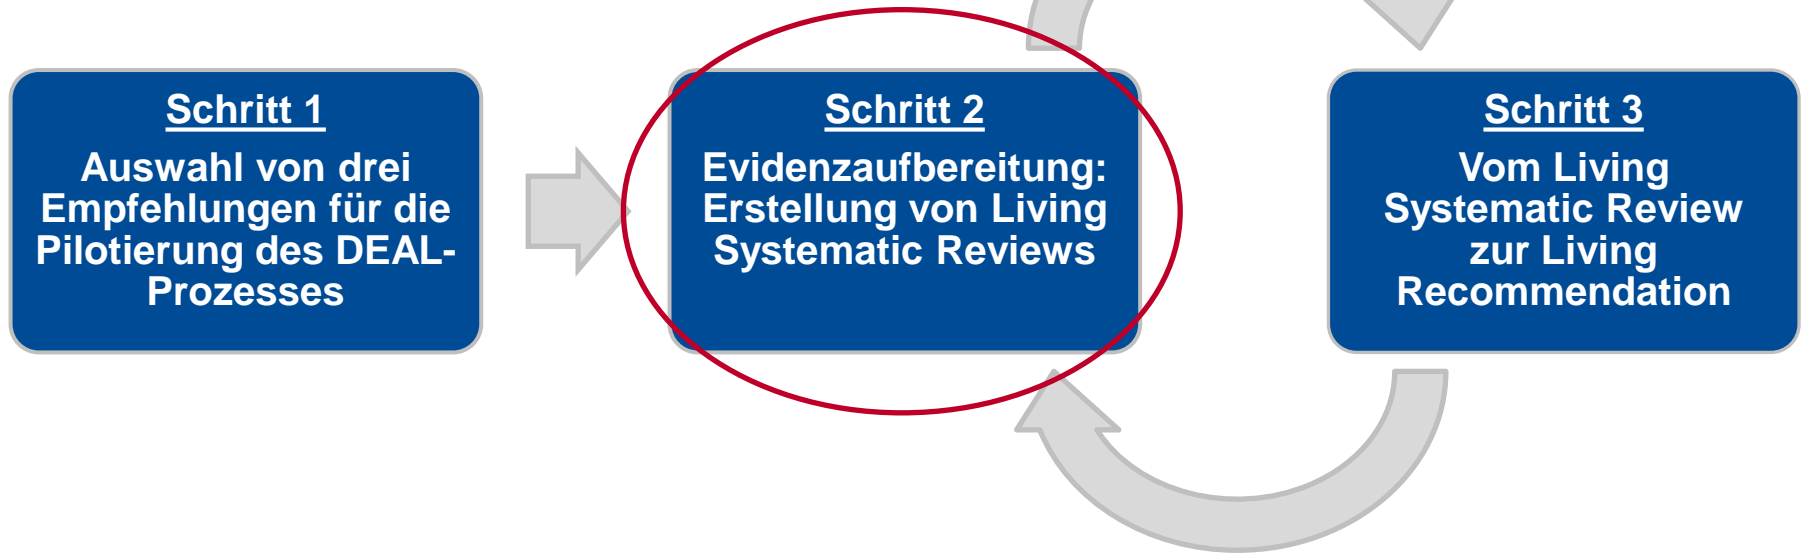 Schritt 1
Auswahl von drei
Empfehlungen für die
Pilotierung des DEAL-
Prozesses
Schritt 2
Evidenzaufbereitung:
Erstellung von Living
Systematic Reviews
Schritt 3
Vom Living
Systematic Review
zur Living
Recommendation